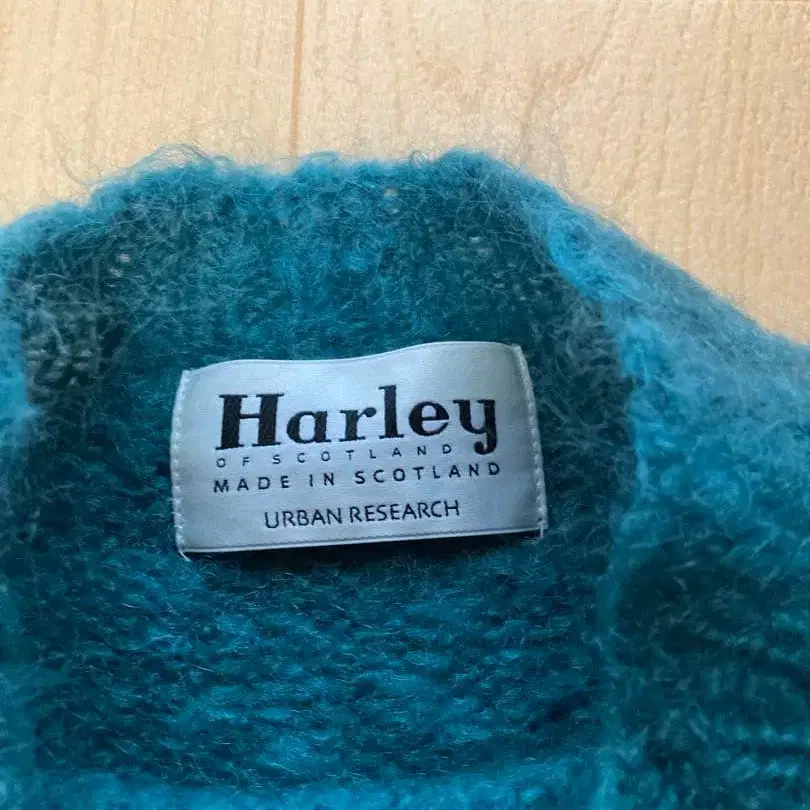 Harley
OF SCOTLAND
MADE IN SCOTLAND
URBAN RESEARCH